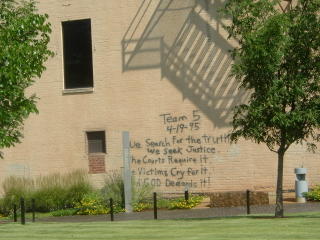 Team 5
4-19-95
We Search For the Truth
We Seek Justice
The Courts Require It
The Victims Cry For It
And GOD Demands It!